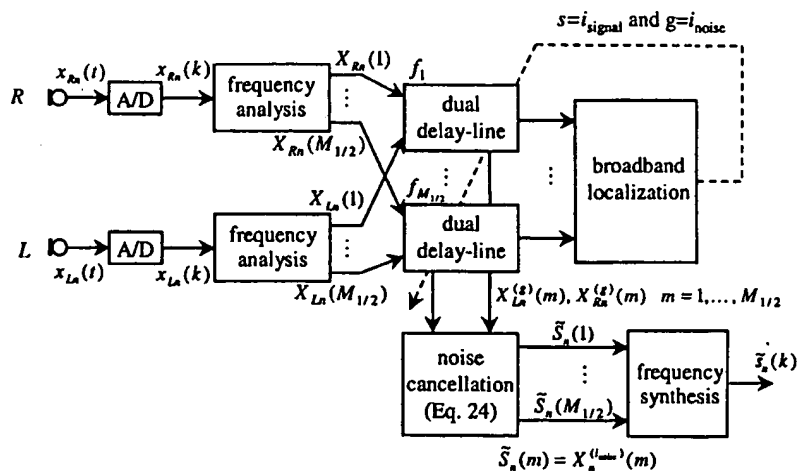 s=i_signal and g=i_noise
x_Rn(t)
x_Rn(k)
X_Rn(1)
f_1
R
A/D
frequency
analysis
⋮
dual
delay-line
X_Rn(M_1/2)
broadband
localization
⋮
⋮
X_Ln(1)
f_M_1/2
L
A/D
frequency
analysis
⋮
dual
delay-line
x_Ln(t)
x_Ln(k)
X_Ln(M_1/2)
X_Ln^(g)(m), X_Rn^(g)(m) m = 1,..., M_1/2
noise
cancellation
(Eq. 24)
S̃_n(1)
⋮
S̃_n(M_1/2)
frequency
synthesis
s̃_n(k)
S̃_n(m) = X_n^(i_noise)(m)